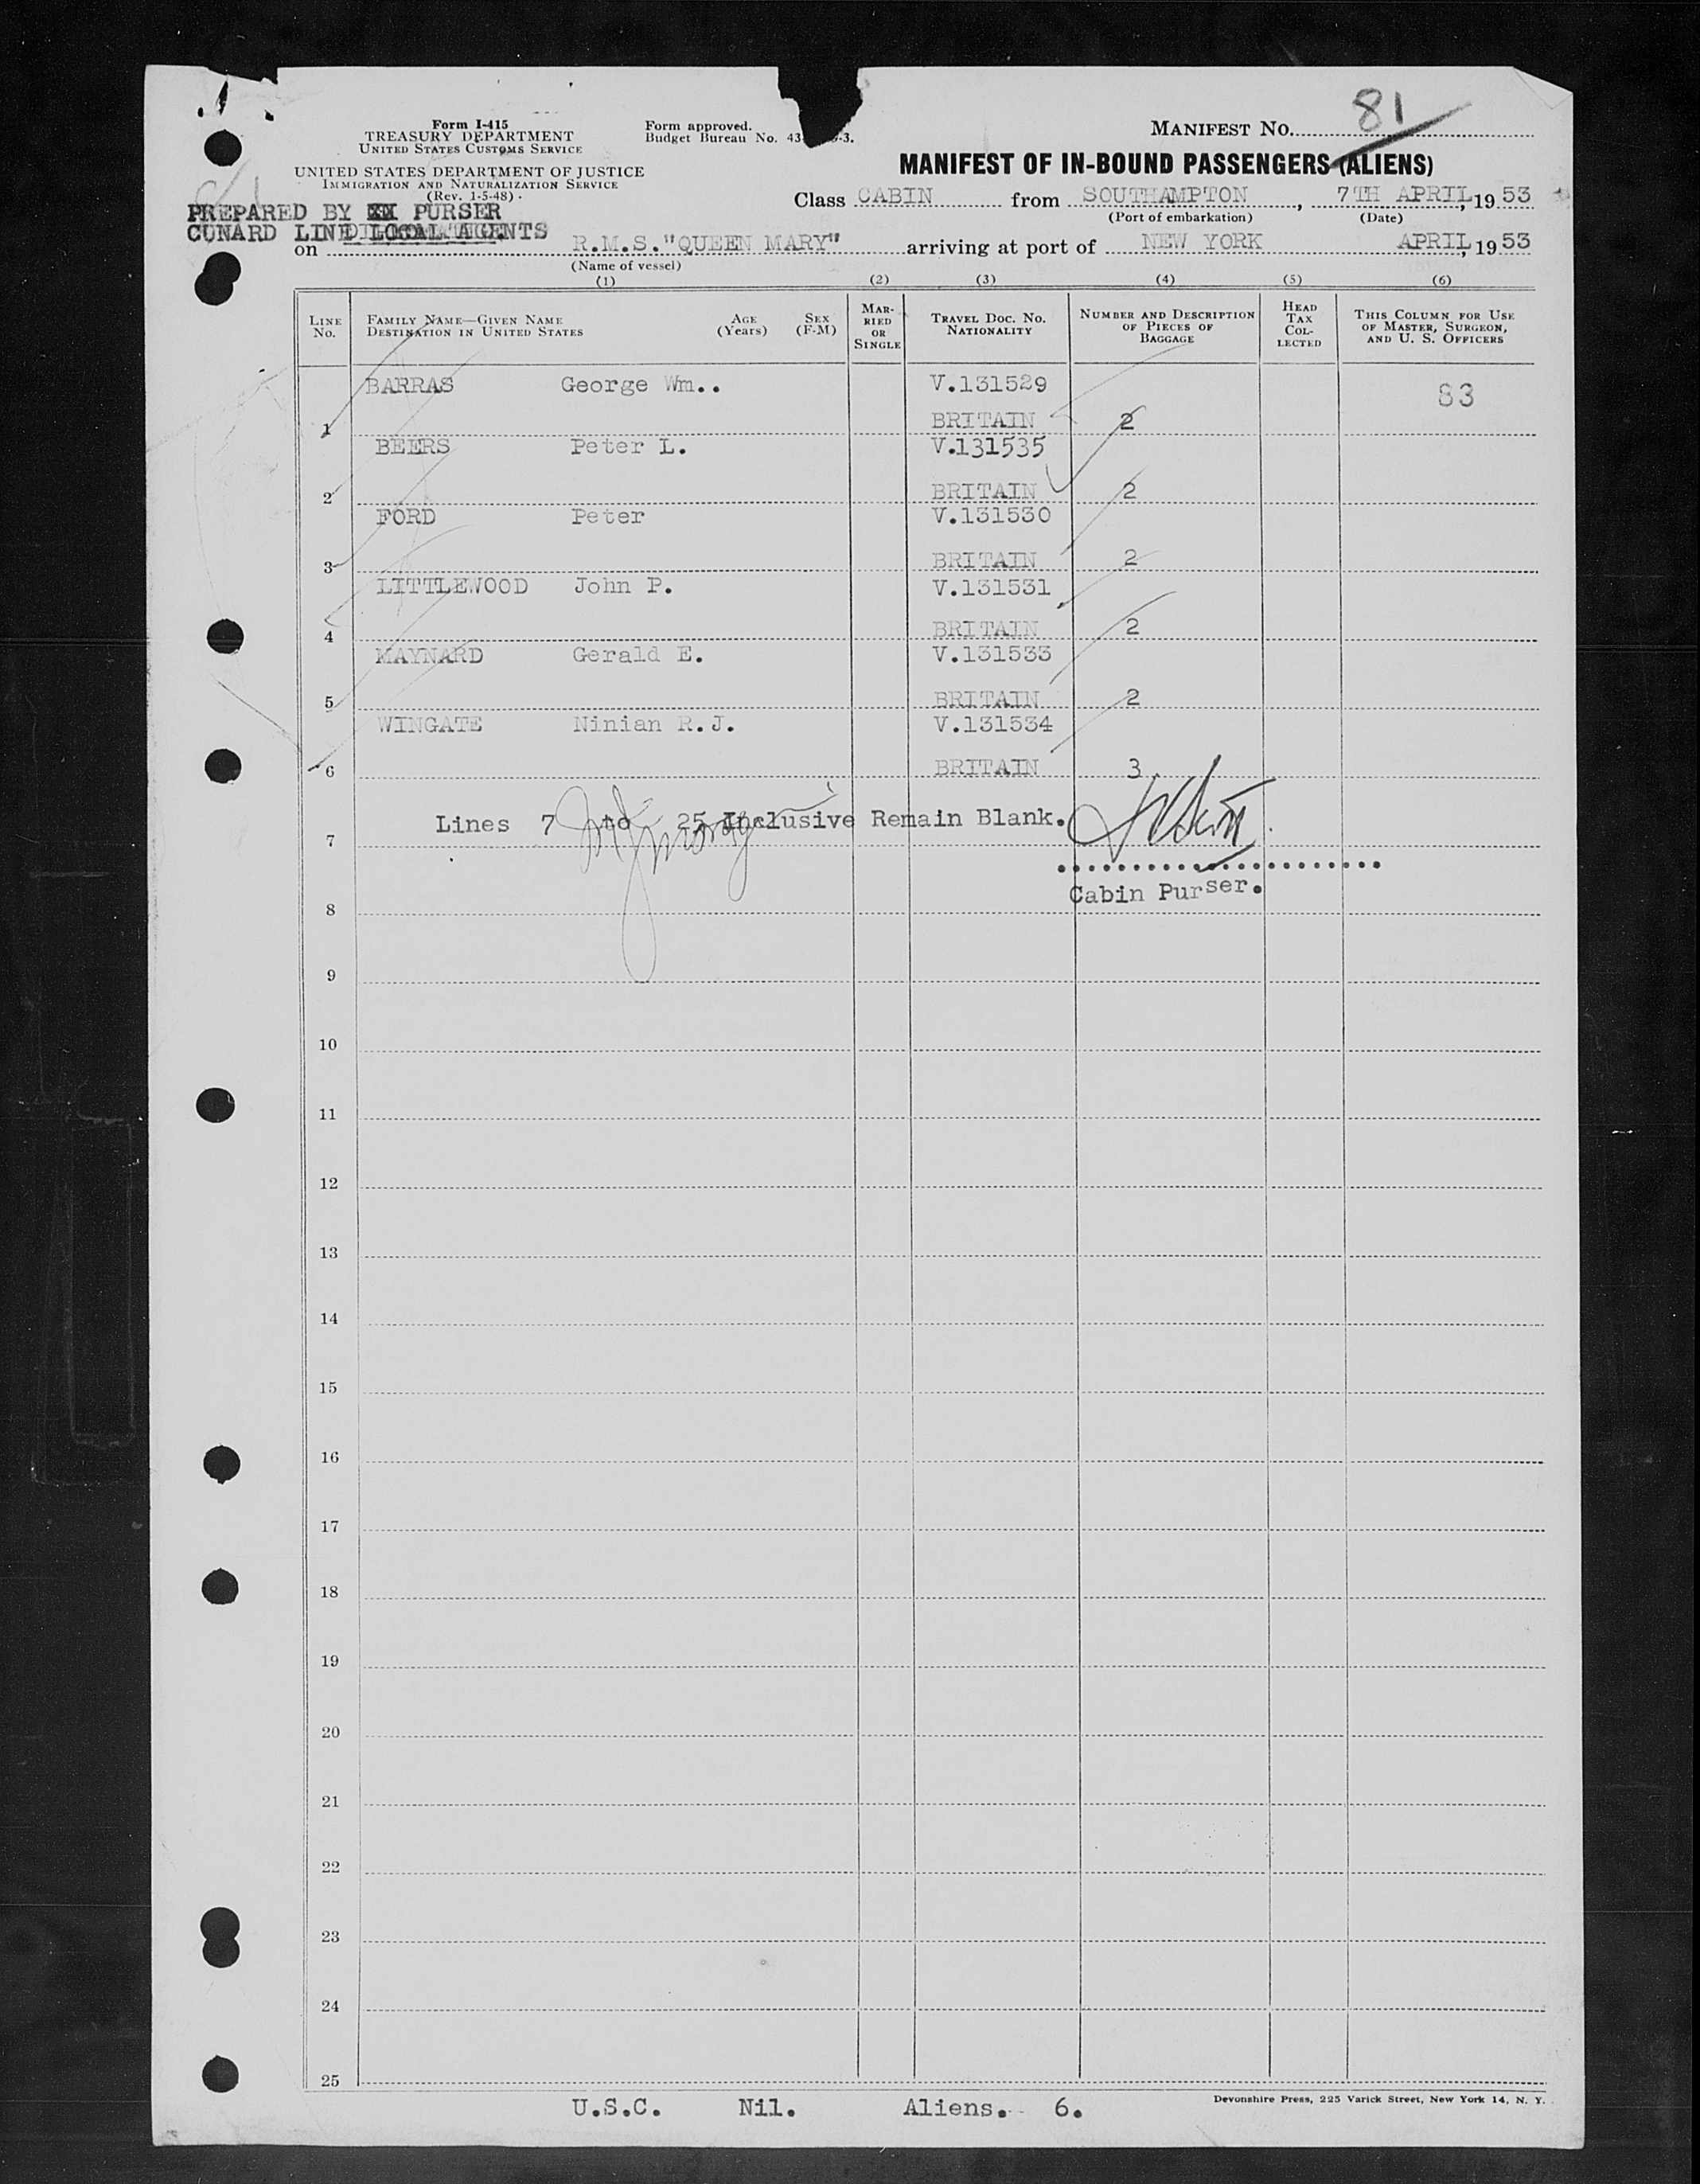 81
Form I-415
TREASURY DEPARTMENT
UNITED STATES CUSTOMS SERVICE
Form approved.
Budget Bureau No. 43- -3.
MANIFEST No.
UNITED STATES DEPARTMENT OF JUSTICE
IMMIGRATION AND NATURALIZATION SERVICE
(Rev. 1-5-48)
MANIFEST OF IN-BOUND PASSENGERS (ALIENS)
Class CABIN from SOUTHAMPTON, 7TH APRIL, 1953
(Port of embarkation) (Date)
PREPARED BY PURSER
CUNARD LINE LOCAL AGENTS
on R.M.S."QUEEN MARY" arriving at port of NEW YORK APRIL, 1953
(Name of vessel)
(1) (2) (3) (4) (5) (6)
LINE No. FAMILY NAME—GIVEN NAME DESTINATION IN UNITED STATES AGE (Years) SEX (F-M) MARRIED OR SINGLE TRAVEL DOC. NO. NATIONALITY NUMBER AND DESCRIPTION OF PIECES OF BAGGAGE HEAD TAX COLLECTED THIS COLUMN FOR USE OF MASTER, SURGEON, AND U. S. OFFICERS
BARRAS George Wm.. V.131529 83
1 BRITAIN 2
BEERS Peter L. V.131535
2 BRITAIN 2
FORD Peter V.131530
3 BRITAIN 2
LITTLEWOOD John P. V.131531
4 BRITAIN 2
MAYNARD Gerald E. V.131533
5 BRITAIN 2
WINGATE Ninian R.J. V.131534
6 BRITAIN 3
Lines 7 to 25 Inclusive Remain Blank.
7
Cabin Purser.
8
9
10
11
12
13
14
15
16
17
18
19
20
21
22
23
24
25
U.S.C. Nil. Aliens. 6.
Devonshire Press, 225 Varick Street, New York 14, N. Y.